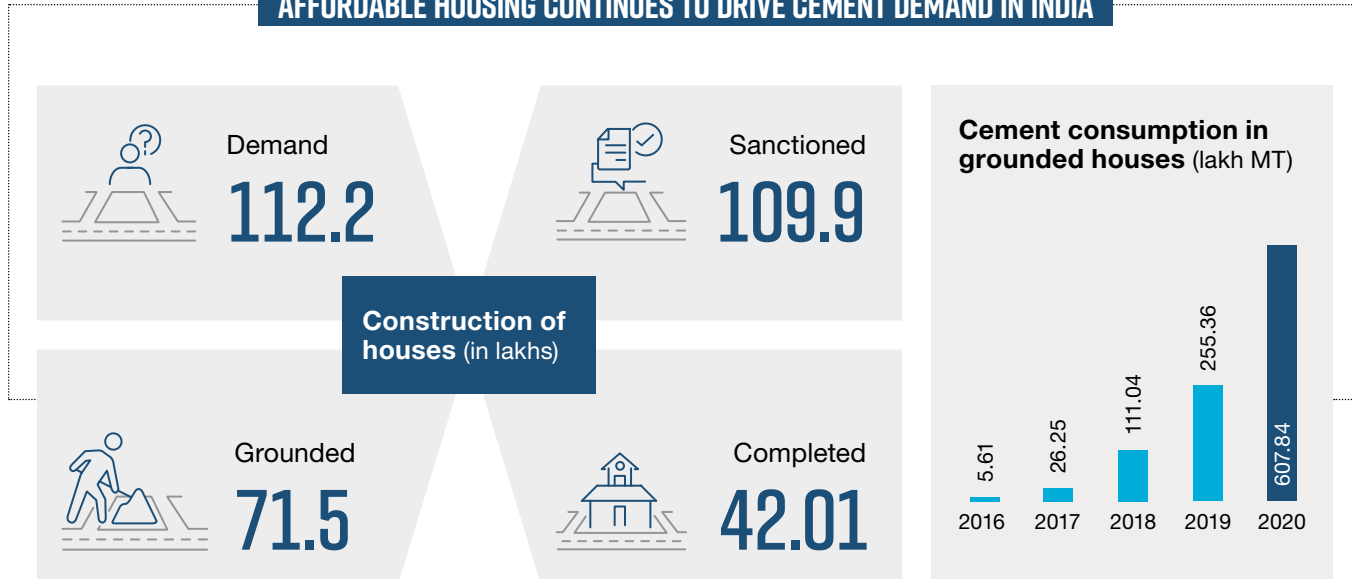 AFFORDABLE HOUSING CONTINUES TO DRIVE CEMENT DEMAND IN INDIA
Demand
112.2
Sanctioned
109.9
Construction of
houses (in lakhs)
Grounded
71.5
Completed
42.01
Cement consumption in
grounded houses (lakh MT)
5.61
26.25
111.04
255.36
607.84
2016 2017 2018 2019 2020